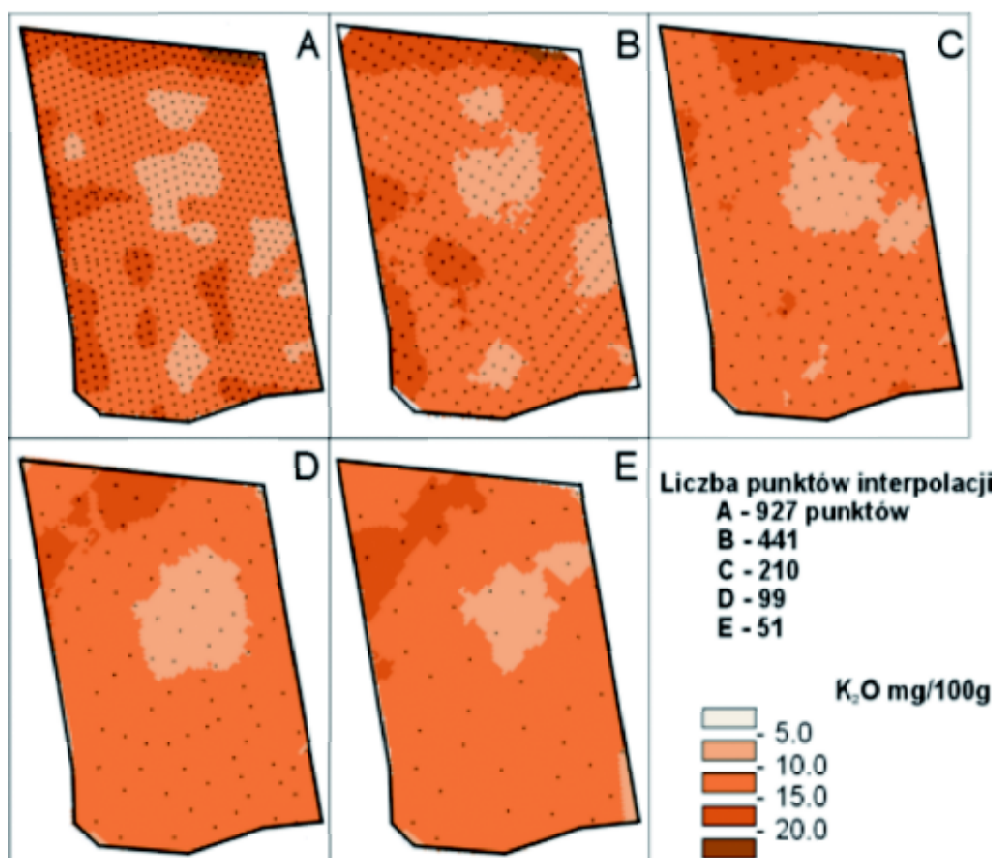 A
B
C
D
E
Liczba punktów interpolacji
A - 927 punktów
B - 441
C - 210
D - 99
E - 51
K₂O mg/100g
- 5.0
- 10.0
- 15.0
- 20.0